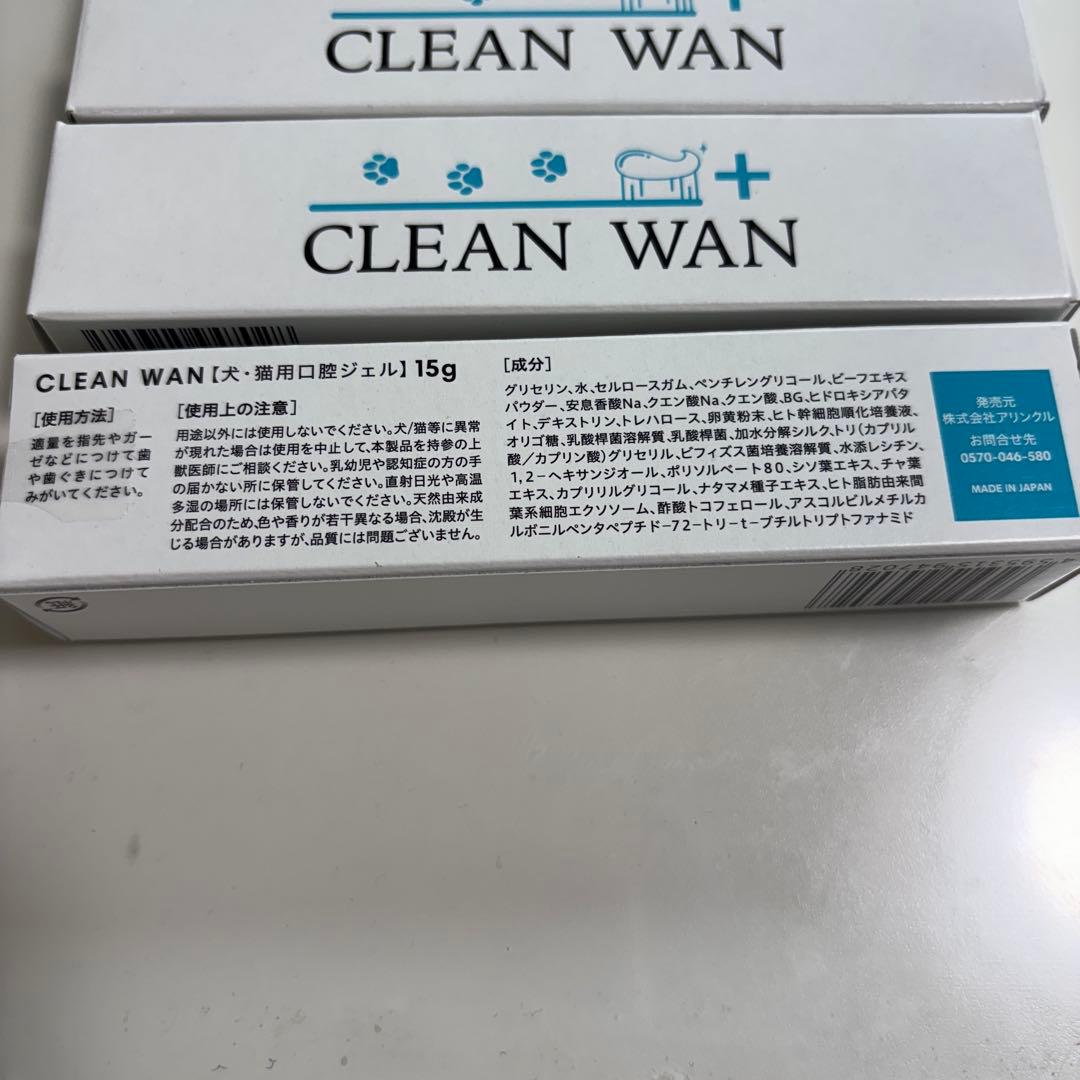 CLEAN WAN
CLEAN WAN
CLEAN WAN【犬・猫用口腔ジェル】15g
[使用方法]
適量を指先やガー
ゼなどにつけて歯
や歯ぐきにつけて
みがいてください。
[使用上の注意]
用途以外には使用しないでください。犬/猫等に異常
が現れた場合は使用を中止して、本製品を持参の上
獣医師にご相談ください。乳幼児や認知症の方の手
の届かない所に保管してください。直射日光や高温
多湿の場所には保管しないでください。天然由来成
分配合のため、色や香りが若干異なる場合、沈殿が生
じる場合がありますが、品質には問題ございません。
[成分]
グリセリン、水、セルロースガム、ペンチレングリコール、ビーフエキス
パウダー、安息香酸Na、クエン酸Na、クエン酸、BG、ヒドロキシアパタ
イト、デキストリン、トレハロース、卵黄粉末、ヒト幹細胞順化培養液、
オリゴ糖、乳酸桿菌溶解質、乳酸桿菌、加水分解シルク、トリ(カプリル
酸/カプリン酸)グリセリル、ビフィズス菌培養溶解質、水添レシチン、
1,2-ヘキサンジオール、ポリソルベート80、シソ葉エキス、チャ葉
エキス、カプリリルグリコール、ナタマメ種子エキス、ヒト脂肪由来間
葉系細胞エクソソーム、酢酸トコフェロール、アスコルビルメチルカ
ルボニルペンタペプチド-72-トリ-t-ブチルトリプトファナミド
発売元
株式会社アリンクル
お問合せ先
0570-046-580
MADE IN JAPAN